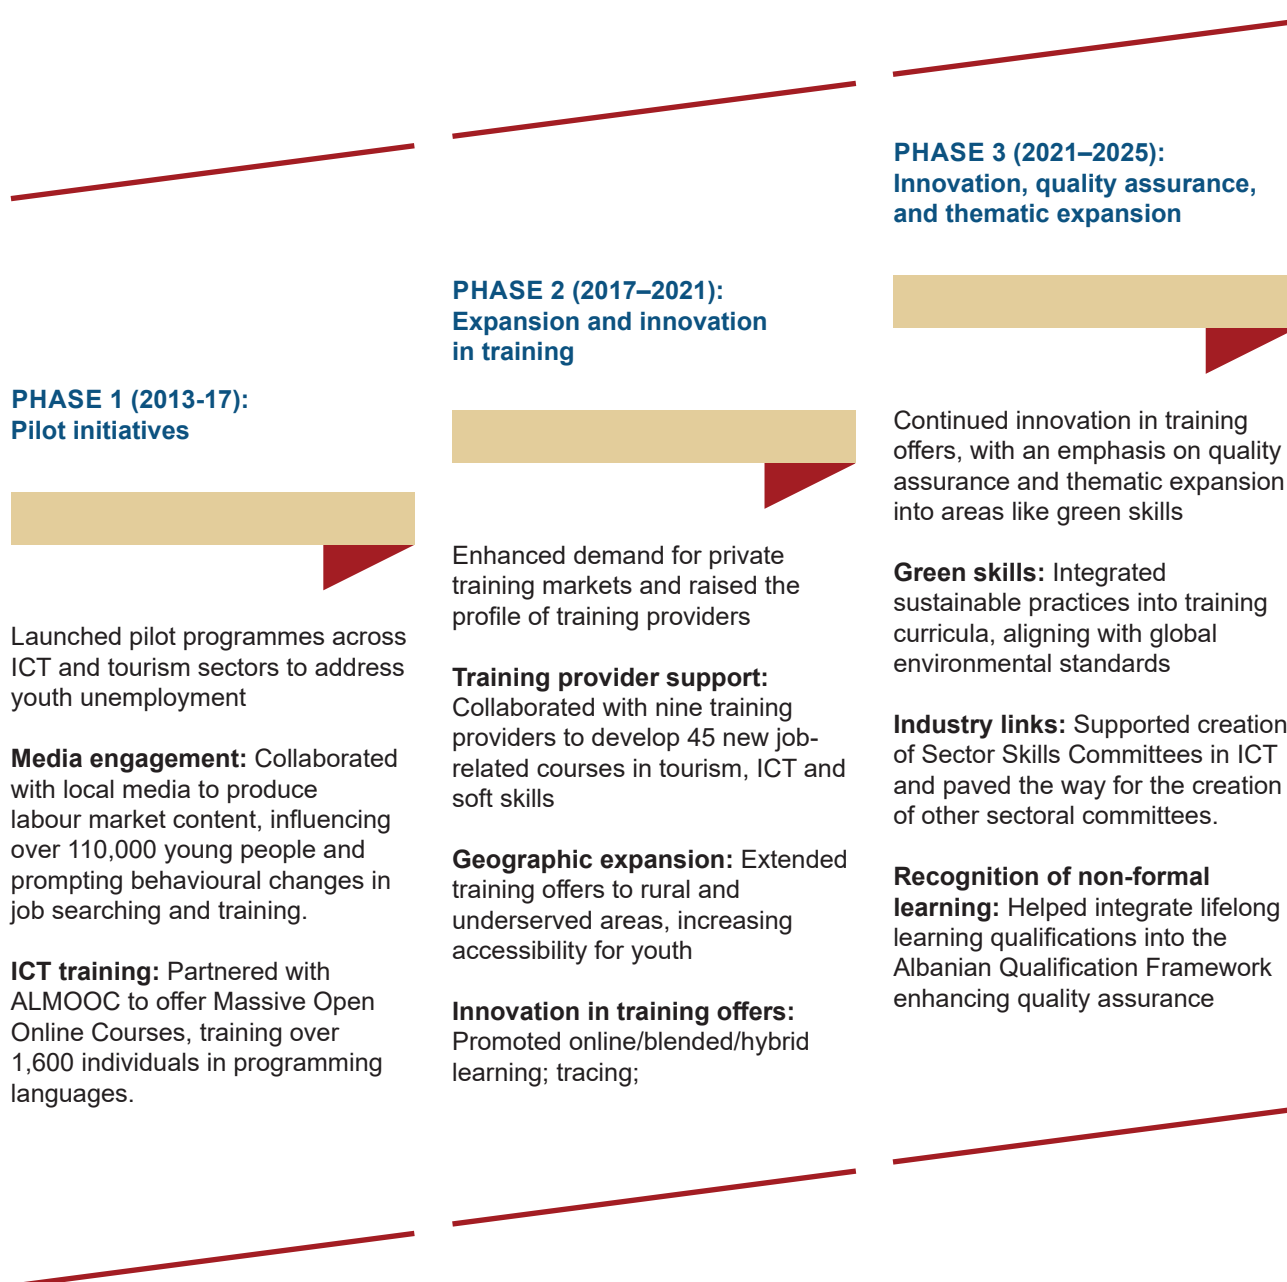 PHASE 1 (2013-17):
Pilot initiatives
Launched pilot programmes across
ICT and tourism sectors to address
youth unemployment
Media engagement: Collaborated
with local media to produce
labour market content, influencing
over 110,000 young people and
prompting behavioural changes in
job searching and training.
ICT training: Partnered with
ALMOOC to offer Massive Open
Online Courses, training over
1,600 individuals in programming
languages.
PHASE 2 (2017–2021):
Expansion and innovation
in training
Enhanced demand for private
training markets and raised the
profile of training providers
Training provider support:
Collaborated with nine training
providers to develop 45 new job-
related courses in tourism, ICT and
soft skills
Geographic expansion: Extended
training offers to rural and
underserved areas, increasing
accessibility for youth
Innovation in training offers:
Promoted online/blended/hybrid
learning; tracing;
PHASE 3 (2021–2025):
Innovation, quality assurance,
and thematic expansion
Continued innovation in training
offers, with an emphasis on quality
assurance and thematic expansion
into areas like green skills
Green skills: Integrated
sustainable practices into training
curricula, aligning with global
environmental standards
Industry links: Supported creation
of Sector Skills Committees in ICT
and paved the way for the creation
of other sectoral committees.
Recognition of non-formal
learning: Helped integrate lifelong
learning qualifications into the
Albanian Qualification Framework
enhancing quality assurance